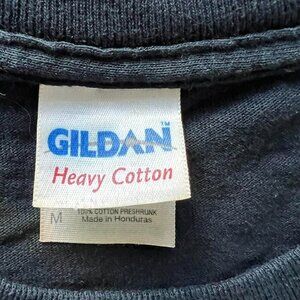 GILDAN™
Heavy Cotton
100% COTTON PRESHRUNK
M Made in Honduras